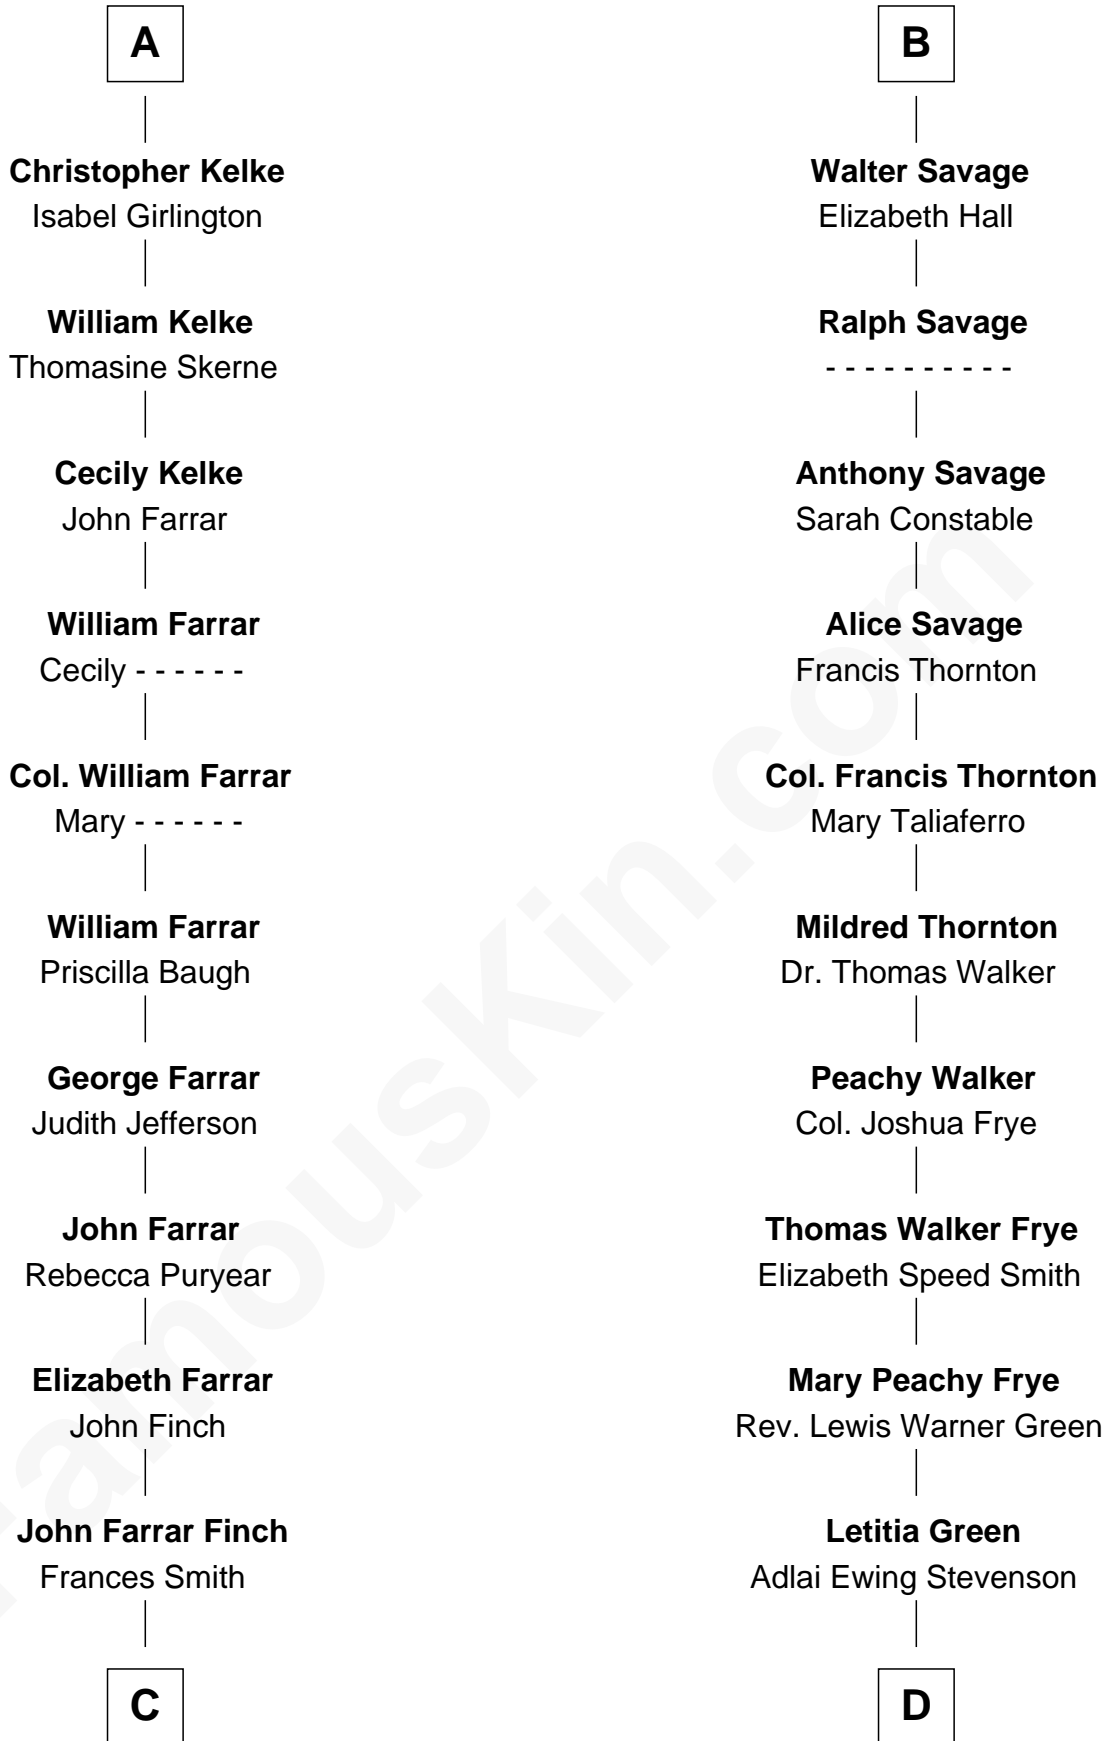 A
Christopher Kelke
Isabel Girlington
William Kelke
Thomasine Skerne
Cecily Kelke
John Farrar
William Farrar
Cecily - - - - - -
Col. William Farrar
Mary - - - - - -
William Farrar
Priscilla Baugh
George Farrar
Judith Jefferson
John Farrar
Rebecca Puryear
Elizabeth Farrar
John Finch
John Farrar Finch
Frances Smith
C
B
Walter Savage
Elizabeth Hall
Ralph Savage
- - - - - - - - - -
Anthony Savage
Sarah Constable
Alice Savage
Francis Thornton
Col. Francis Thornton
Mary Taliaferro
Mildred Thornton
Dr. Thomas Walker
Peachy Walker
Col. Joshua Frye
Thomas Walker Frye
Elizabeth Speed Smith
Mary Peachy Frye
Rev. Lewis Warner Green
Letitia Green
Adlai Ewing Stevenson
D
FamousKin.com